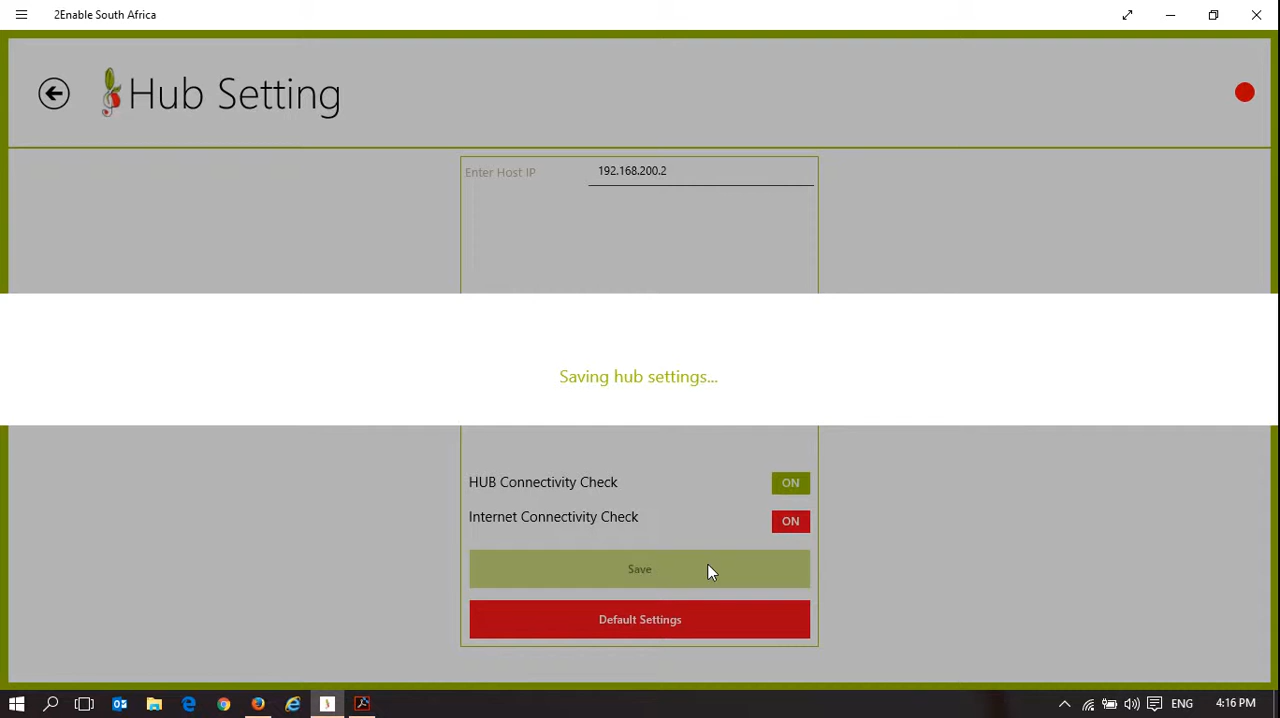 2Enable South Africa
Hub Setting
Enter Host IP 192.168.200.2
Saving hub settings...
HUB Connectivity Check ON
Internet Connectivity Check ON
Save
Default Settings
ENG 4:16 PM